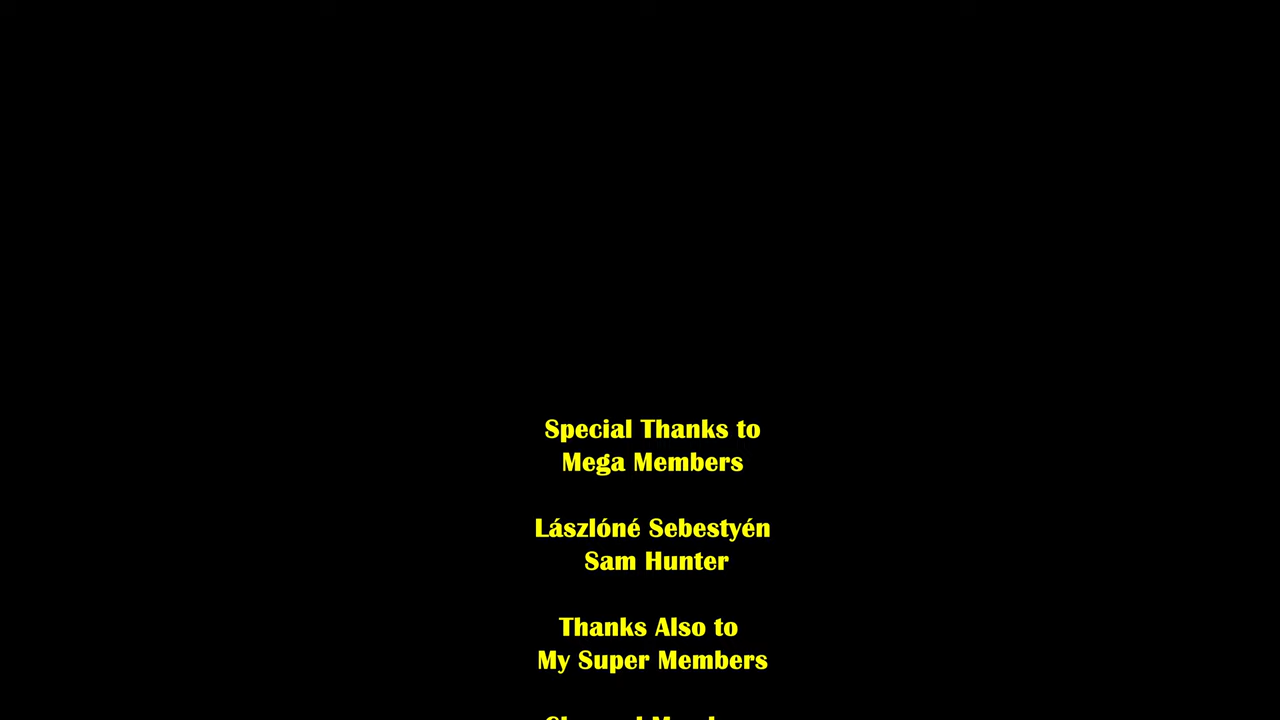 Special Thanks to
Mega Members
Lászlóné Sebestyén
Sam Hunter
Thanks Also to
My Super Members